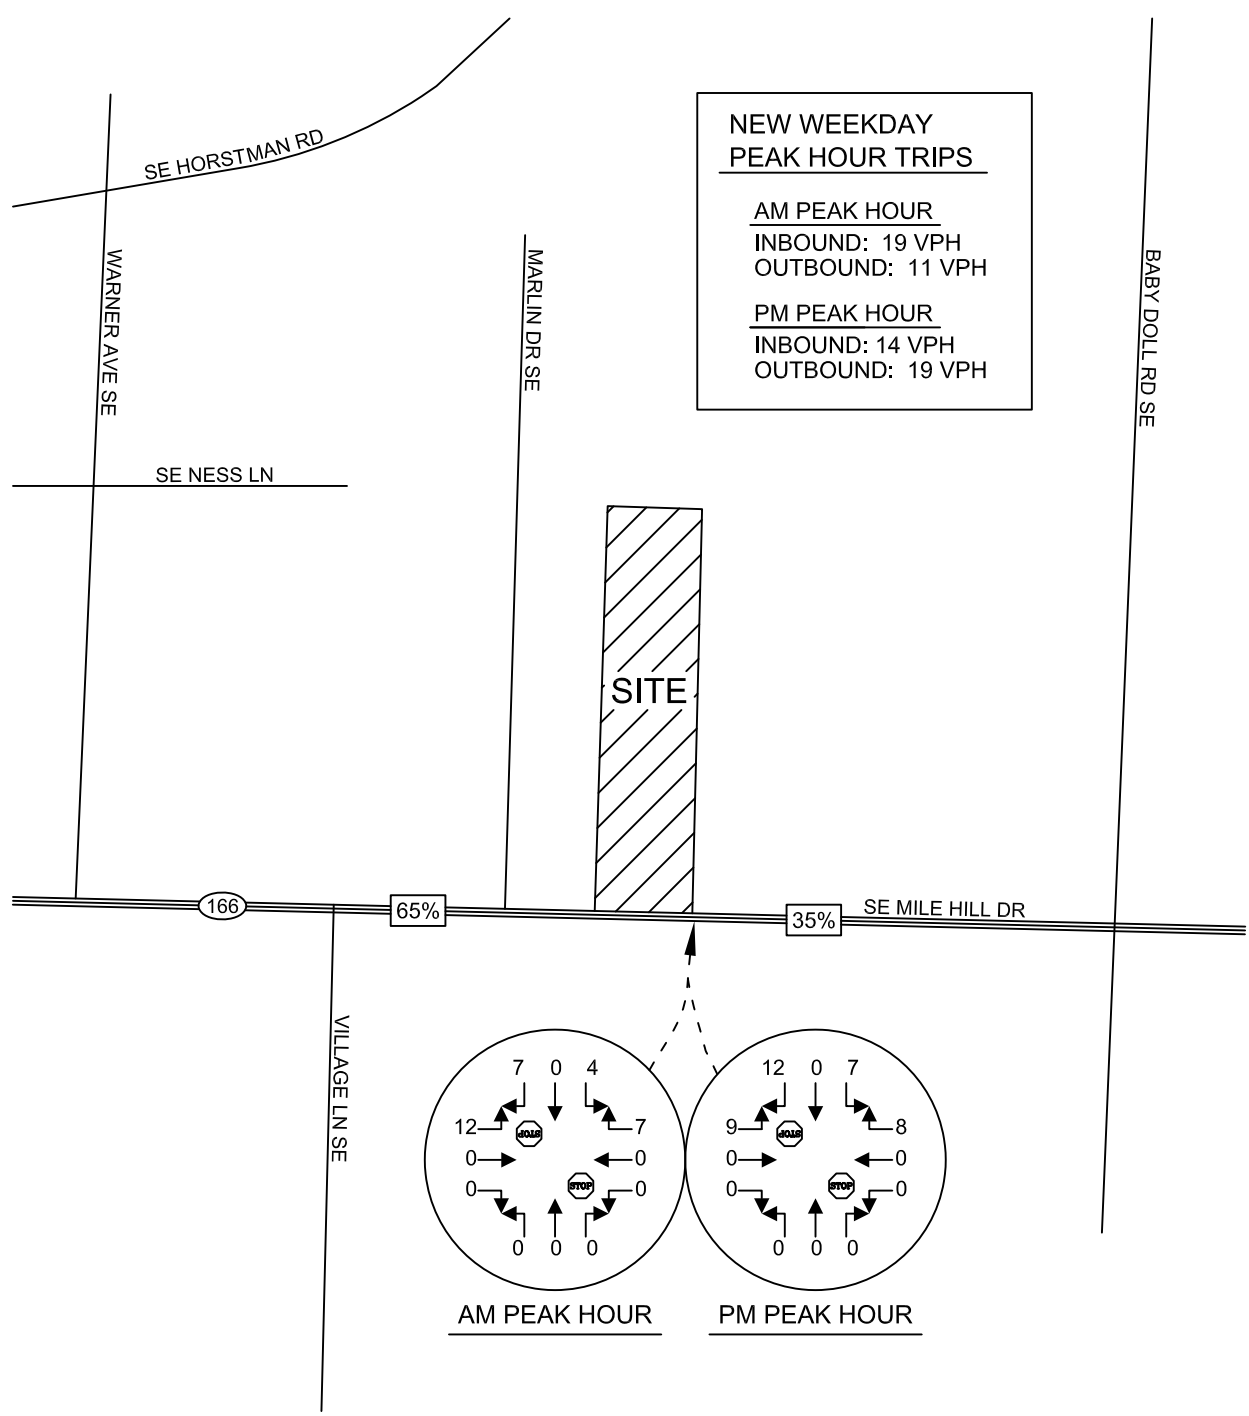 NEW WEEKDAY
PEAK HOUR TRIPS
AM PEAK HOUR
INBOUND: 19 VPH
OUTBOUND: 11 VPH
PM PEAK HOUR
INBOUND: 14 VPH
OUTBOUND: 19 VPH
SE HORSTMAN RD
WARNER AVE SE
MARLIN DR SE
BABY DOLL RD SE
SE NESS LN
SITE
166
65%
35%
SE MILE HILL DR
VILLAGE LN SE
7 0 4
12 7
STOP
0 0
0 STOP 0
0 0 0
AM PEAK HOUR
12 0 7
9 8
STOP
0 0
0 STOP 0
0 0 0
PM PEAK HOUR